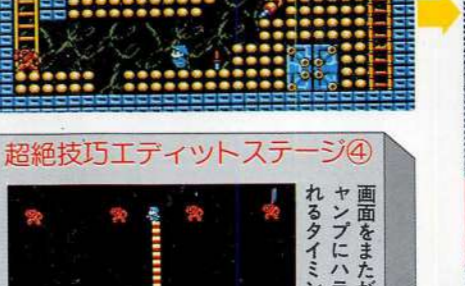 超絶技巧エディットステージ④
画面をまたが
ャンプにハラ
れるタイミン